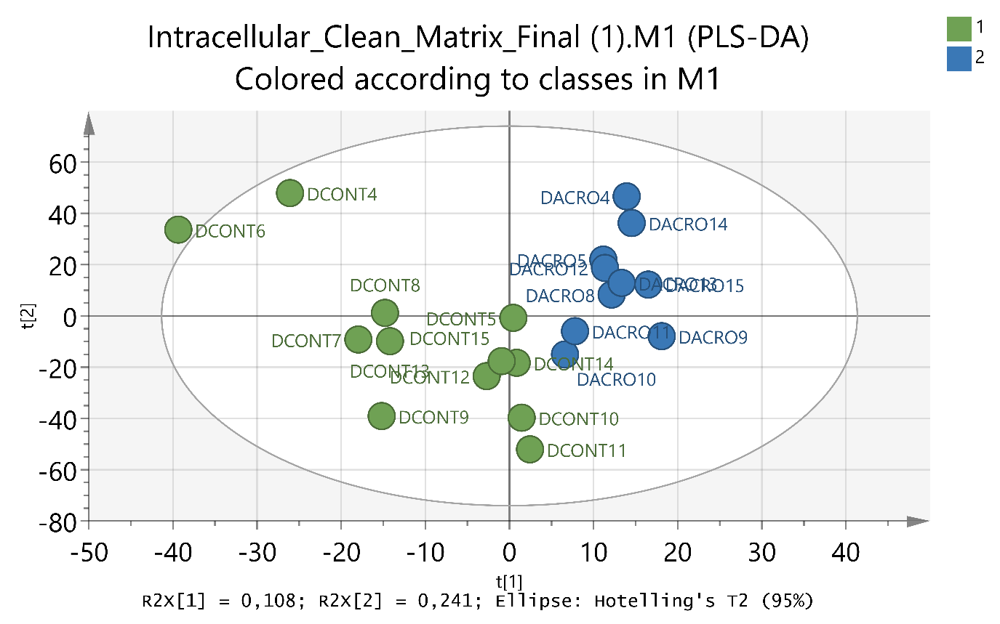 Intracellular_Clean_Matrix_Final (1).M1 (PLS-DA)
Colored according to classes in M1
1
2
60
40
20
0
-20
-40
-60
-80
t[2]
DCONT4
DCONT6
DACRO4
DACRO14
DACRO5
DACRO12
DACRO13
DACRO15
DACRO8
DCONT8
DCONT5
DCONT7
DCONT15
DACRO11
DACRO9
DCONT13
DCONT12
DCONT14
DACRO10
DCONT9
DCONT10
DCONT11
-50 -40 -30 -20 -10 0 10 20 30 40
t[1]
R2X[1] = 0,108; R2X[2] = 0,241; Ellipse: Hotelling's T2 (95%)